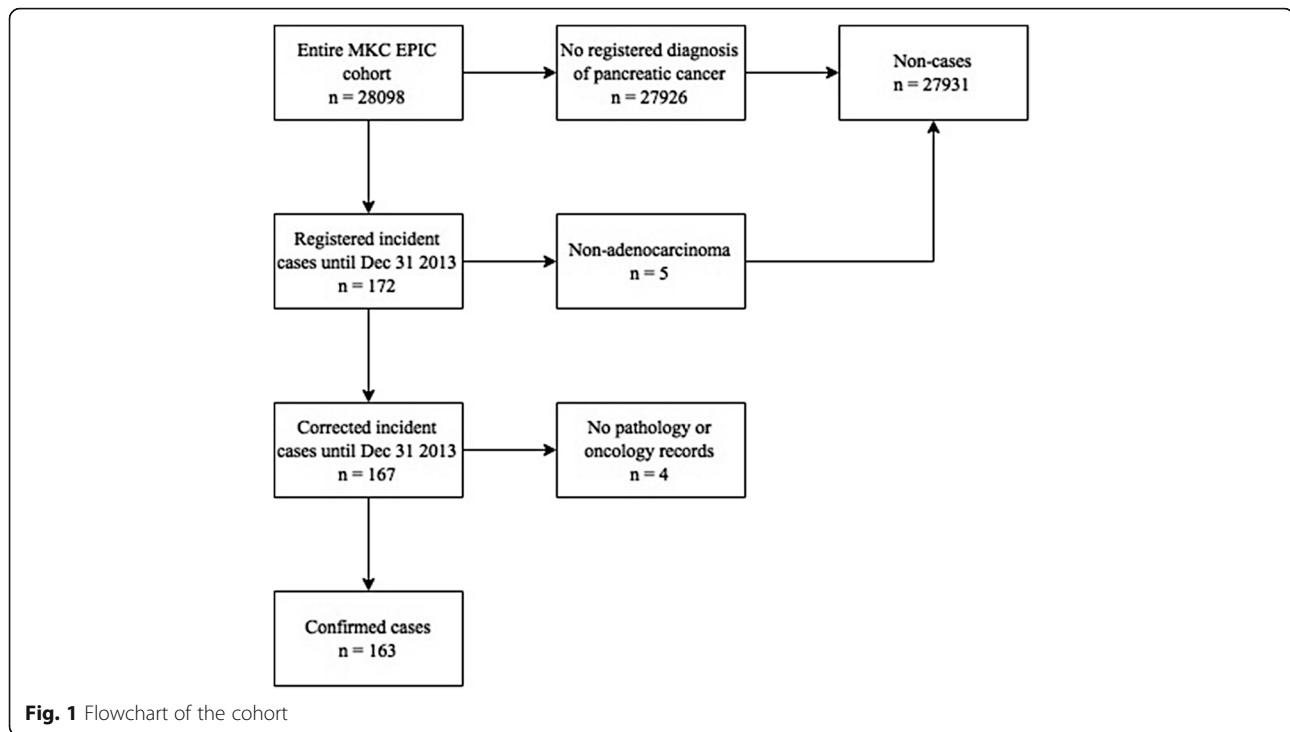 Entire MKC EPIC
cohort
n = 28098
No registered diagnosis
of pancreatic cancer
n = 27926
Non-cases
n = 27931
Registered incident
cases until Dec 31 2013
n = 172
Non-adenocarcinoma
n = 5
Corrected incident
cases until Dec 31 2013
n = 167
No pathology or
oncology records
n = 4
Confirmed cases
n = 163
Fig. 1 Flowchart of the cohort